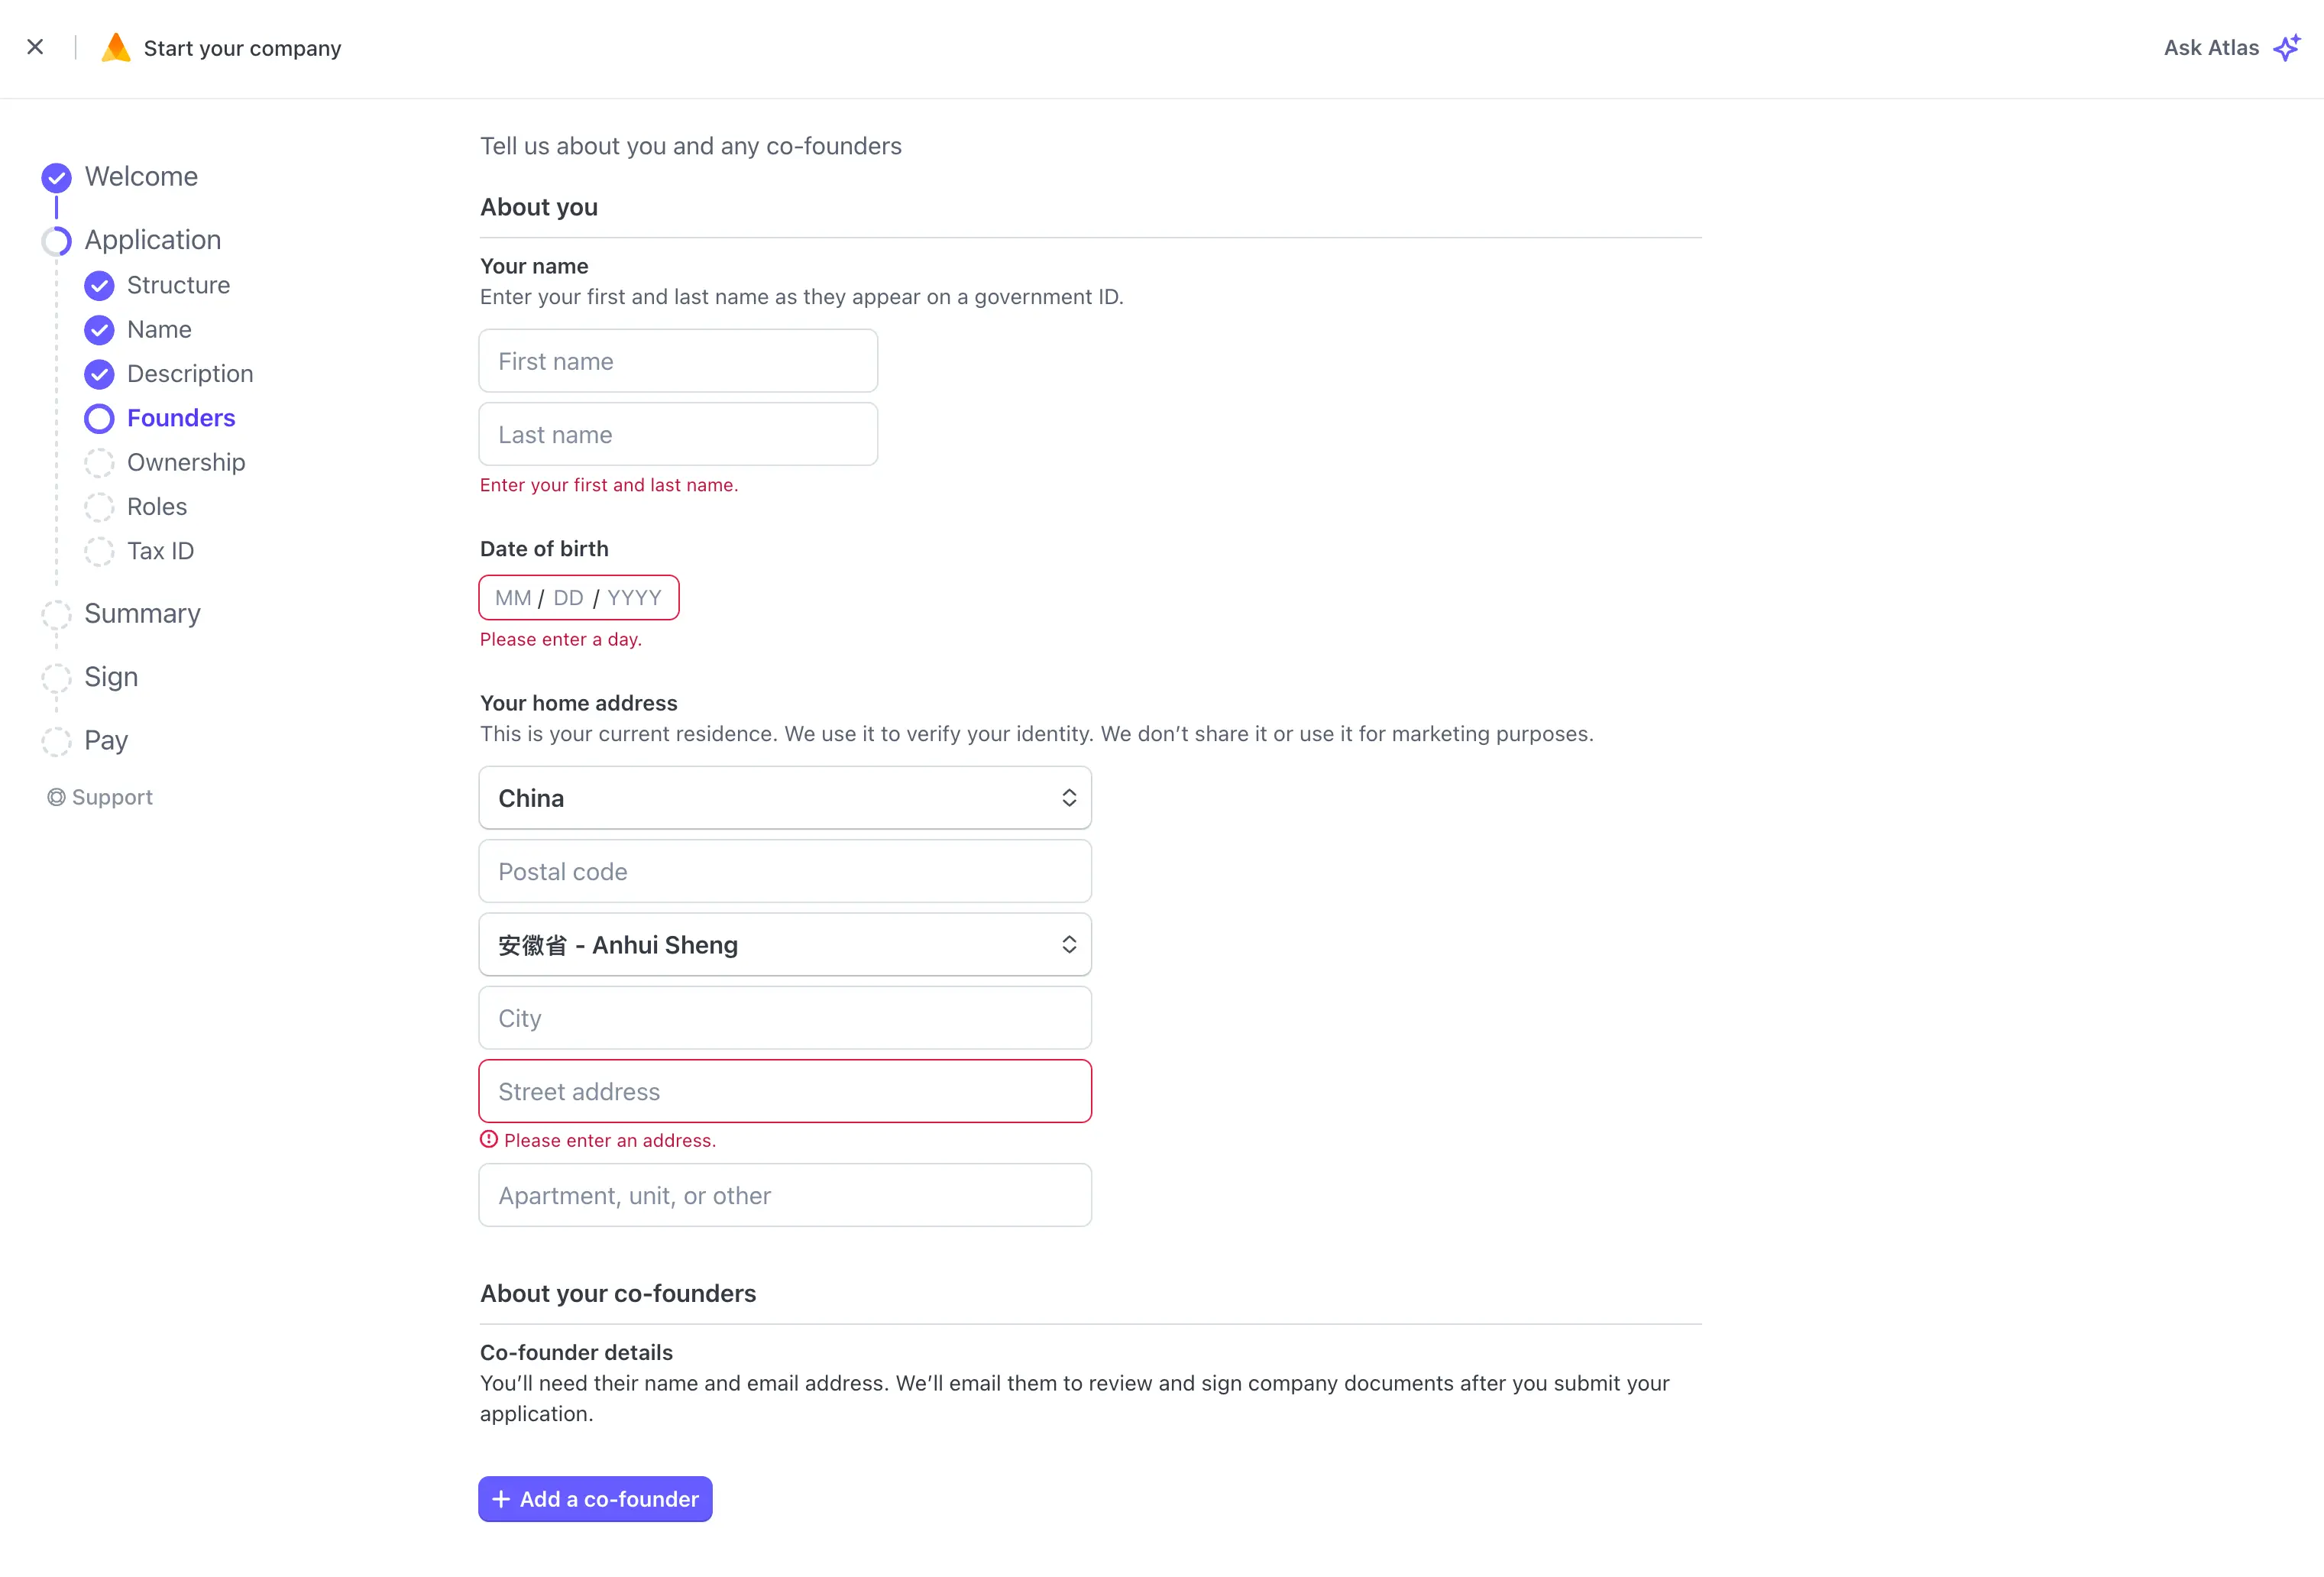 Start your company
Ask Atlas
Welcome
Application
Structure
Name
Description
Founders
Ownership
Roles
Tax ID
Summary
Sign
Pay
Support
Tell us about you and any co-founders
About you
Your name
Enter your first and last name as they appear on a government ID.
First name
Last name
Enter your first and last name.
Date of birth
MM / DD / YYYY
Please enter a day.
Your home address
This is your current residence. We use it to verify your identity. We don’t share it or use it for marketing purposes.
China
Postal code
安徽省 - Anhui Sheng
City
Street address
Please enter an address.
Apartment, unit, or other
About your co-founders
Co-founder details
You’ll need their name and email address. We’ll email them to review and sign company documents after you submit your
application.
Add a co-founder